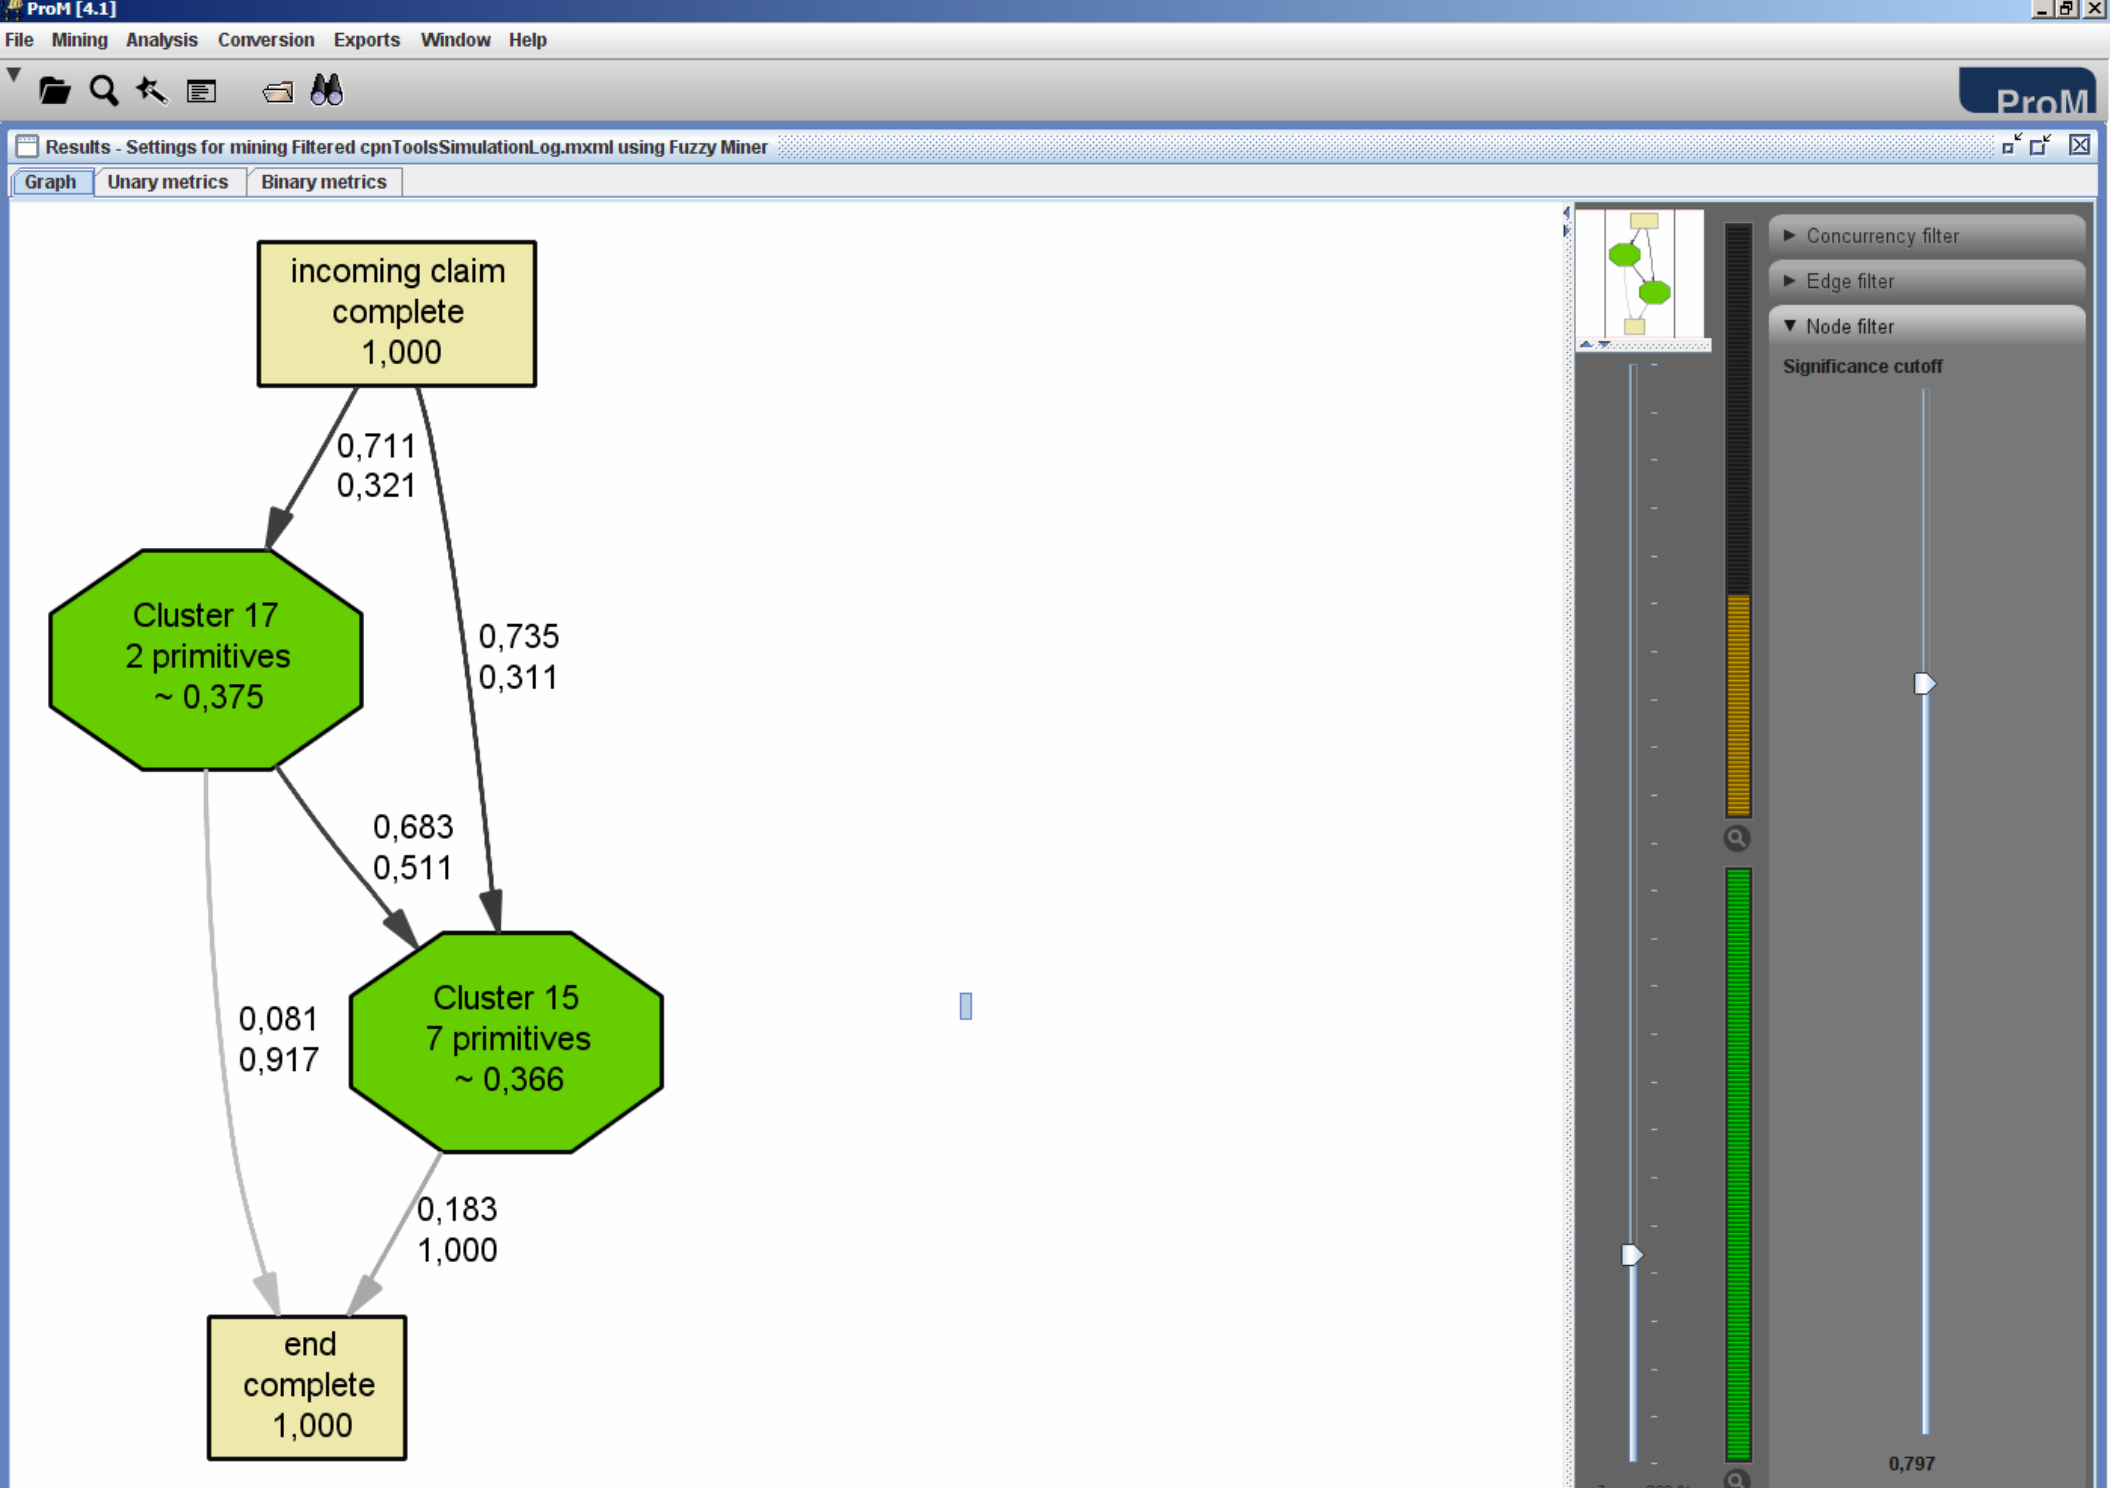 ProM [4.1]
File Mining Analysis Conversion Exports Window Help
ProM
Results - Settings for mining Filtered cpnToolsSimulationLog.mxml using Fuzzy Miner
Graph Unary metrics Binary metrics
incoming claim
complete
1,000
0,711
0,321
Cluster 17
2 primitives
~ 0,375
0,735
0,311
0,683
0,511
Cluster 15
7 primitives
~ 0,366
0,081
0,917
0,183
1,000
end
complete
1,000
Concurrency filter
Edge filter
Node filter
Significance cutoff
0,797